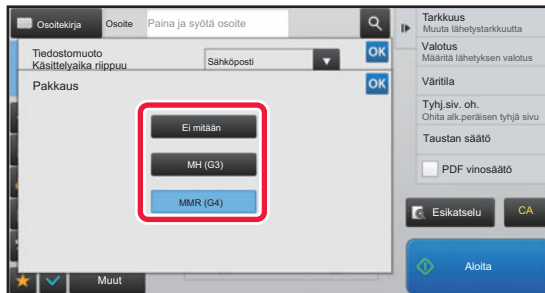 Osoitekirja
Osoite
Paina ja syötä osoite
Tiedostomuoto
Käsittelyaika riippuu
Sähköposti
OK
Pakkaus
OK
Ei mitään
MH (G3)
MMR (G4)
Muut
Tarkkuus
Muuta lähetystarkkuutta
Valotus
Määritä lähetyksen valotus
Väritila
Tyhj.siv. oh.
Ohita alk.peräisen tyhjä sivu
Taustan säätö
PDF vinosäätö
Esikatselu
CA
Aloita